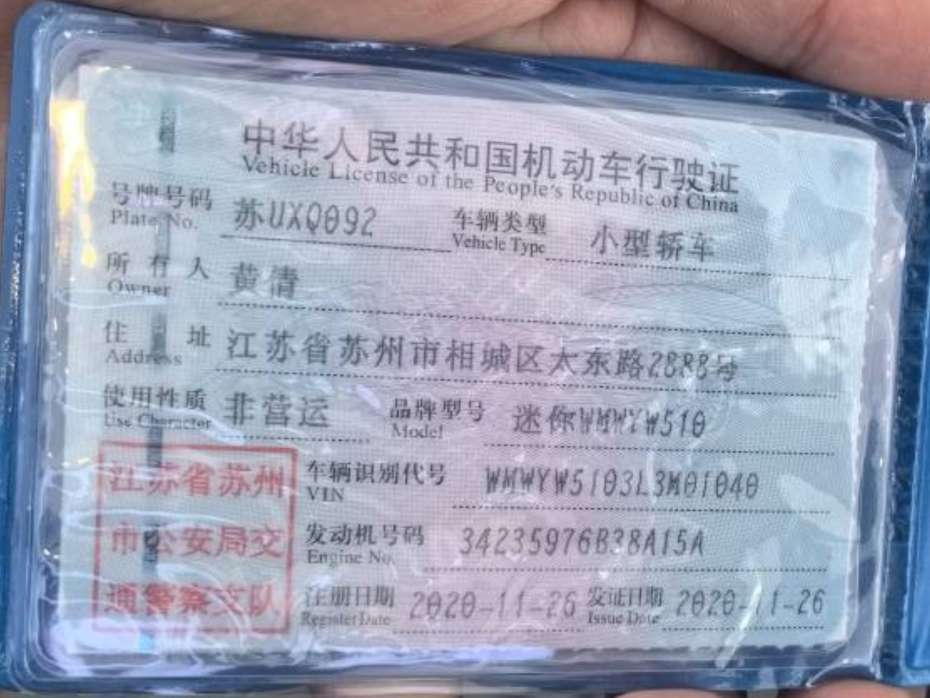 中华人民共和国机动车行驶证
Vehicle License of the People's Republic of China
号牌号码 苏UXQ092 车辆类型 小型轿车
Plate No. Vehicle Type
所有人 黄倩
Owner
住址 江苏省苏州市相城区太东路2888号
Address
使用性质 非营运 品牌型号 迷你WMWYW510
Use Character Model
江苏省苏州
市公安局交
通警察支队
车辆识别代号 WMWYW5103L3M01040
VIN
发动机号码 34235976B38A15A
Engine No.
注册日期 2020-11-26 发证日期 2020-11-26
Register Date Issue Date